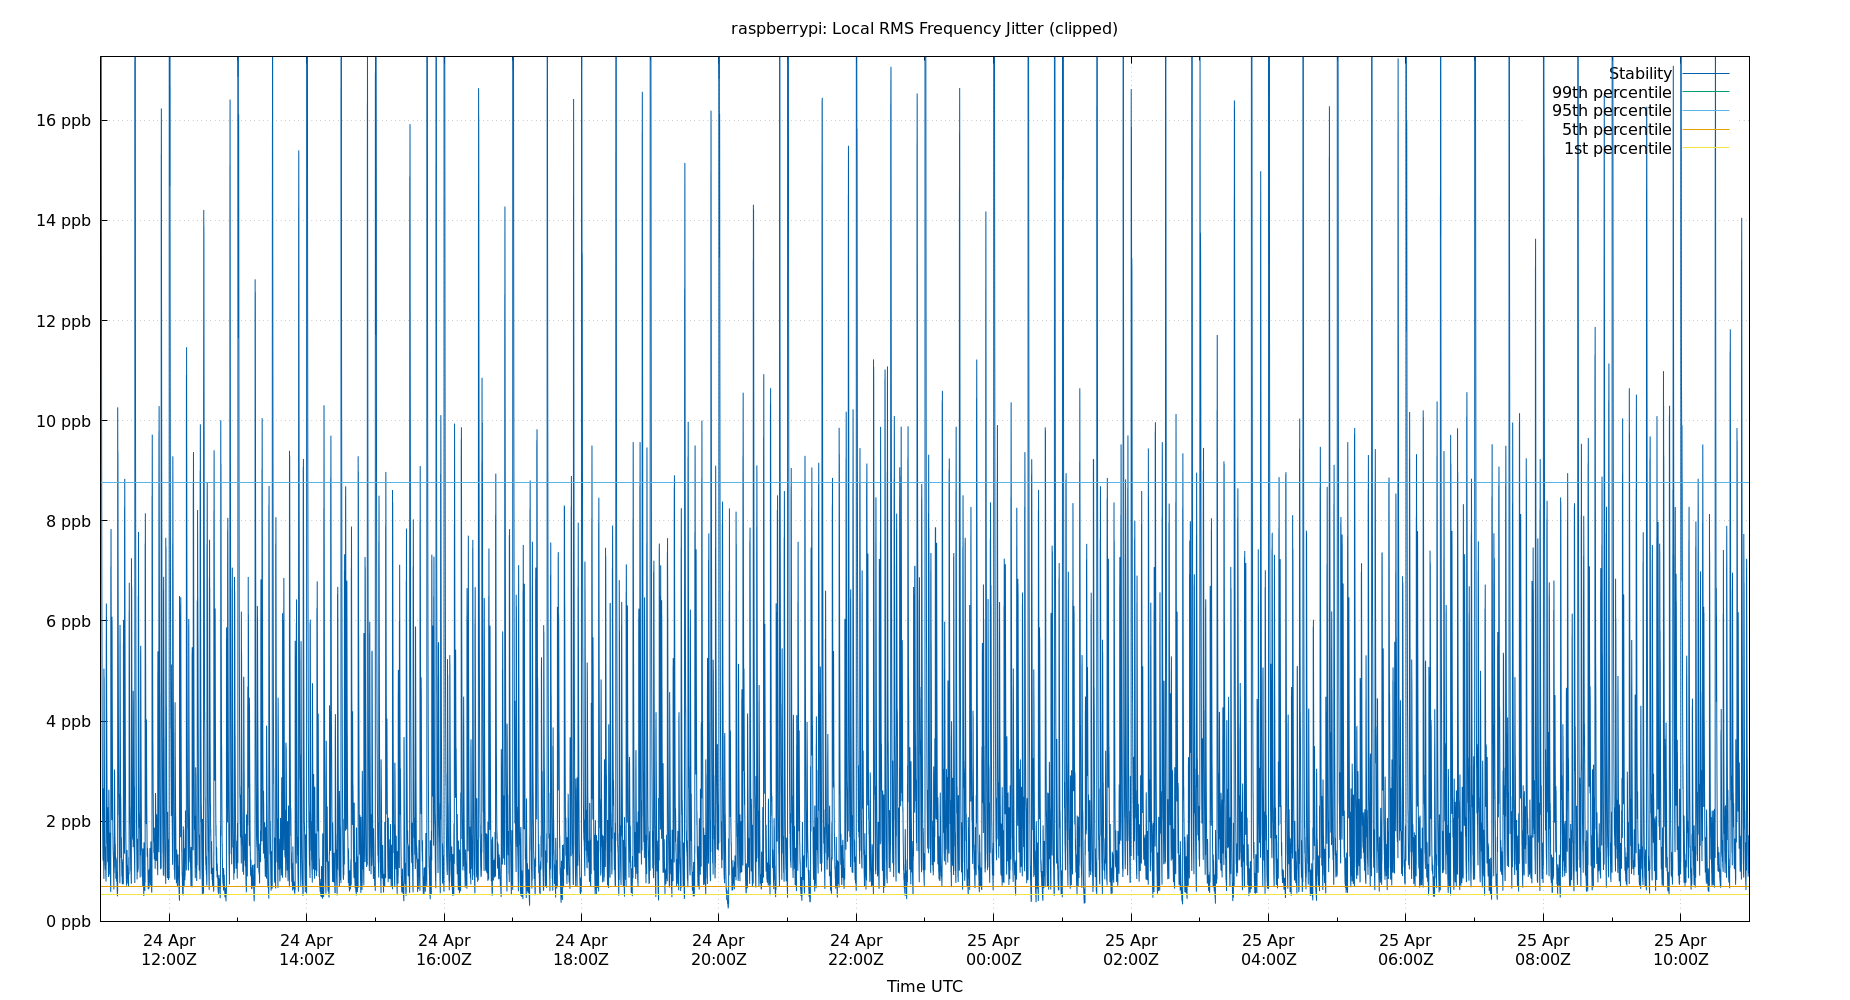 raspberrypi: Local RMS Frequency Jitter (clipped)
Stability
99th percentile
95th percentile
5th percentile
1st percentile
16 ppb
14 ppb
12 ppb
10 ppb
8 ppb
6 ppb
4 ppb
2 ppb
0 ppb
24 Apr 24 Apr 24 Apr 24 Apr 24 Apr 24 Apr 25 Apr 25 Apr 25 Apr 25 Apr 25 Apr 25 Apr
12:00Z 14:00Z 16:00Z 18:00Z 20:00Z 22:00Z 00:00Z 02:00Z 04:00Z 06:00Z 08:00Z 10:00Z
Time UTC